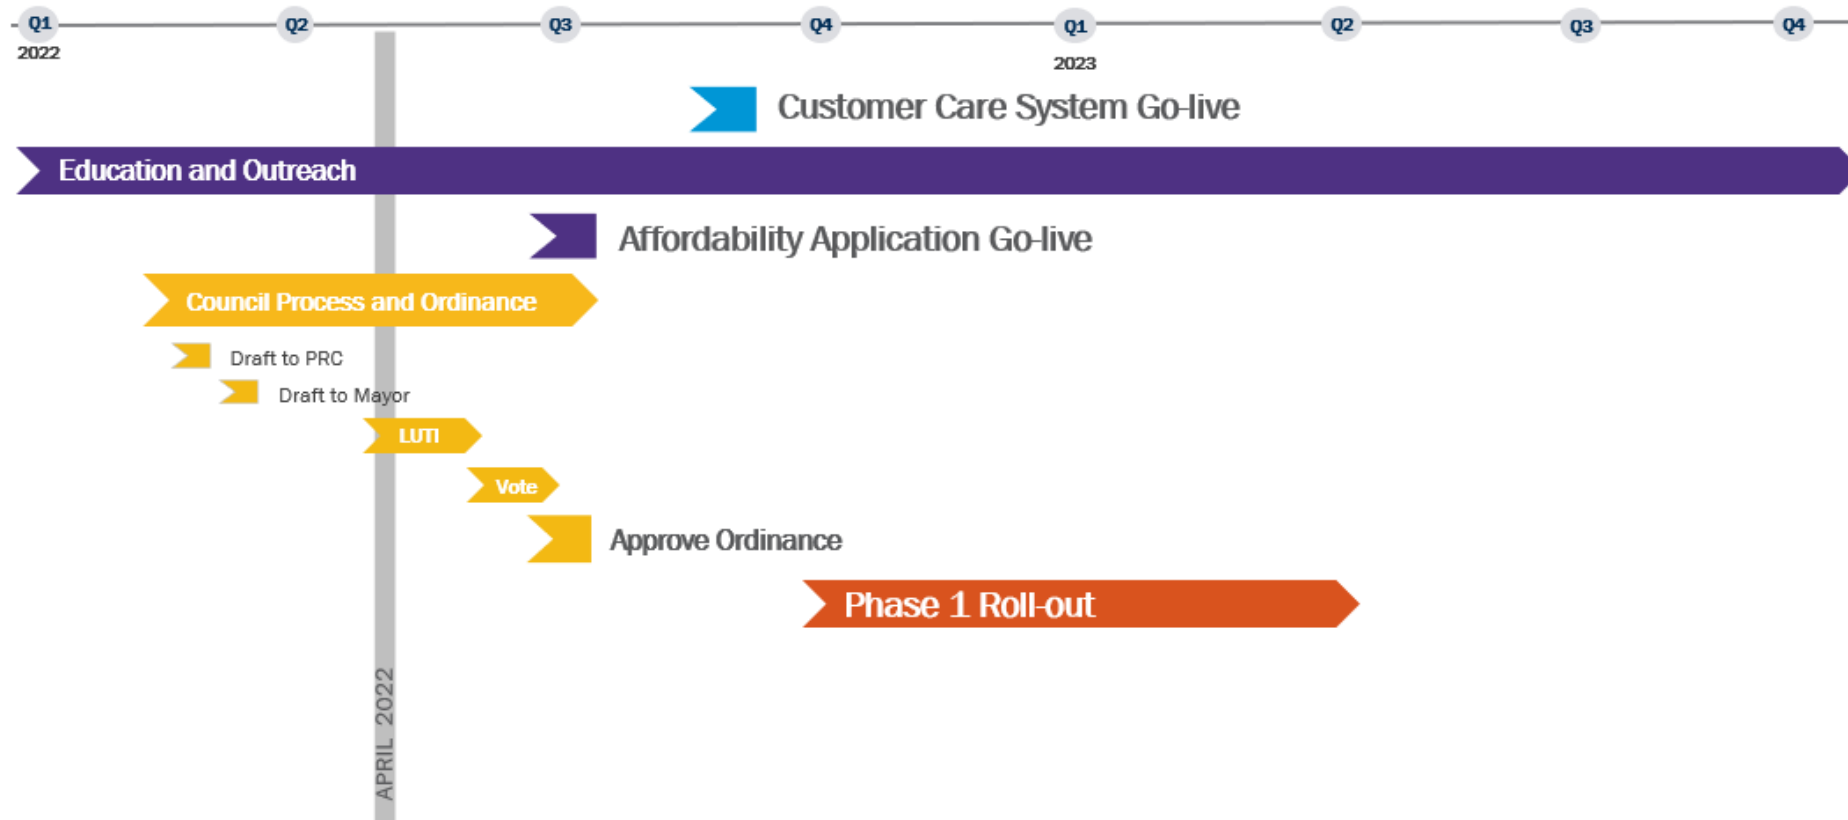 Q1
Q2
Q3
Q4
Q1
Q2
Q3
Q4
2022
2023
Customer Care System Go-live
Education and Outreach
Affordability Application Go-live
Council Process and Ordinance
Draft to PRC
Draft to Mayor
LUTI
Vote
Approve Ordinance
Phase 1 Roll-out
APRIL 2022